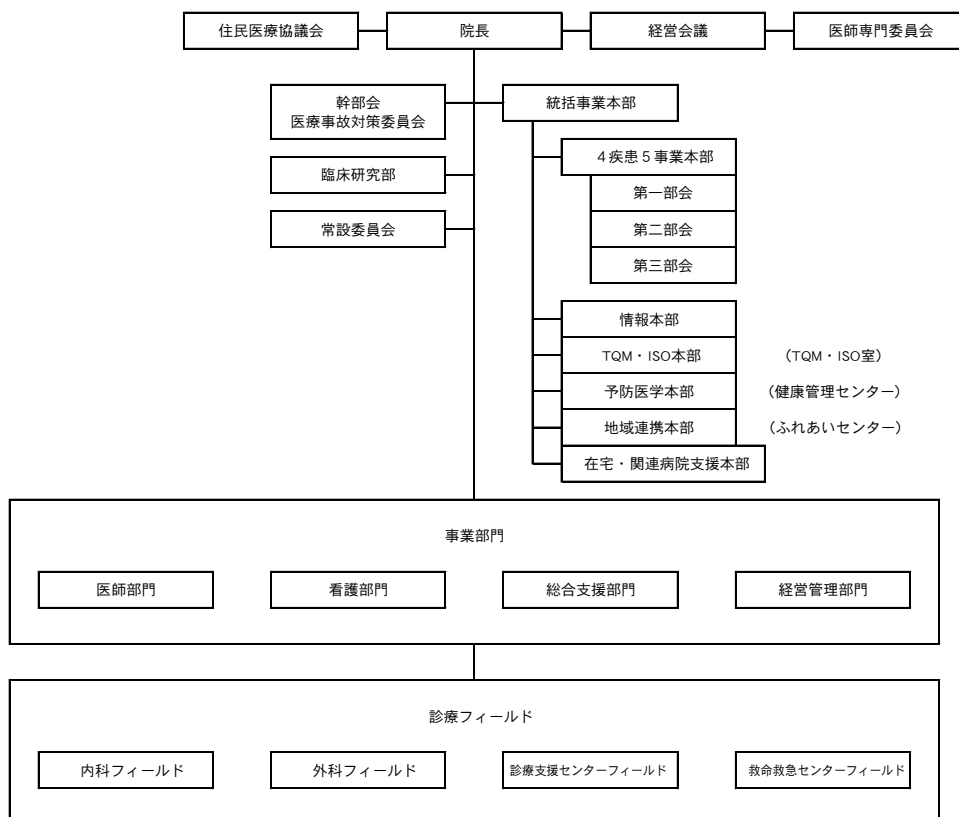 住民医療協議会
院長
経営会議
医師専門委員会
幹部会
医療事故対策委員会
統括事業本部
臨床研究部
常設委員会
４疾患５事業本部
第一部会
第二部会
第三部会
情報本部
TQM・ISO本部
（TQM・ISO室）
予防医学本部
（健康管理センター）
地域連携本部
（ふれあいセンター）
在宅・関連病院支援本部
事業部門
医師部門
看護部門
総合支援部門
経営管理部門
診療フィールド
内科フィールド
外科フィールド
診療支援センターフィールド
救命救急センターフィールド